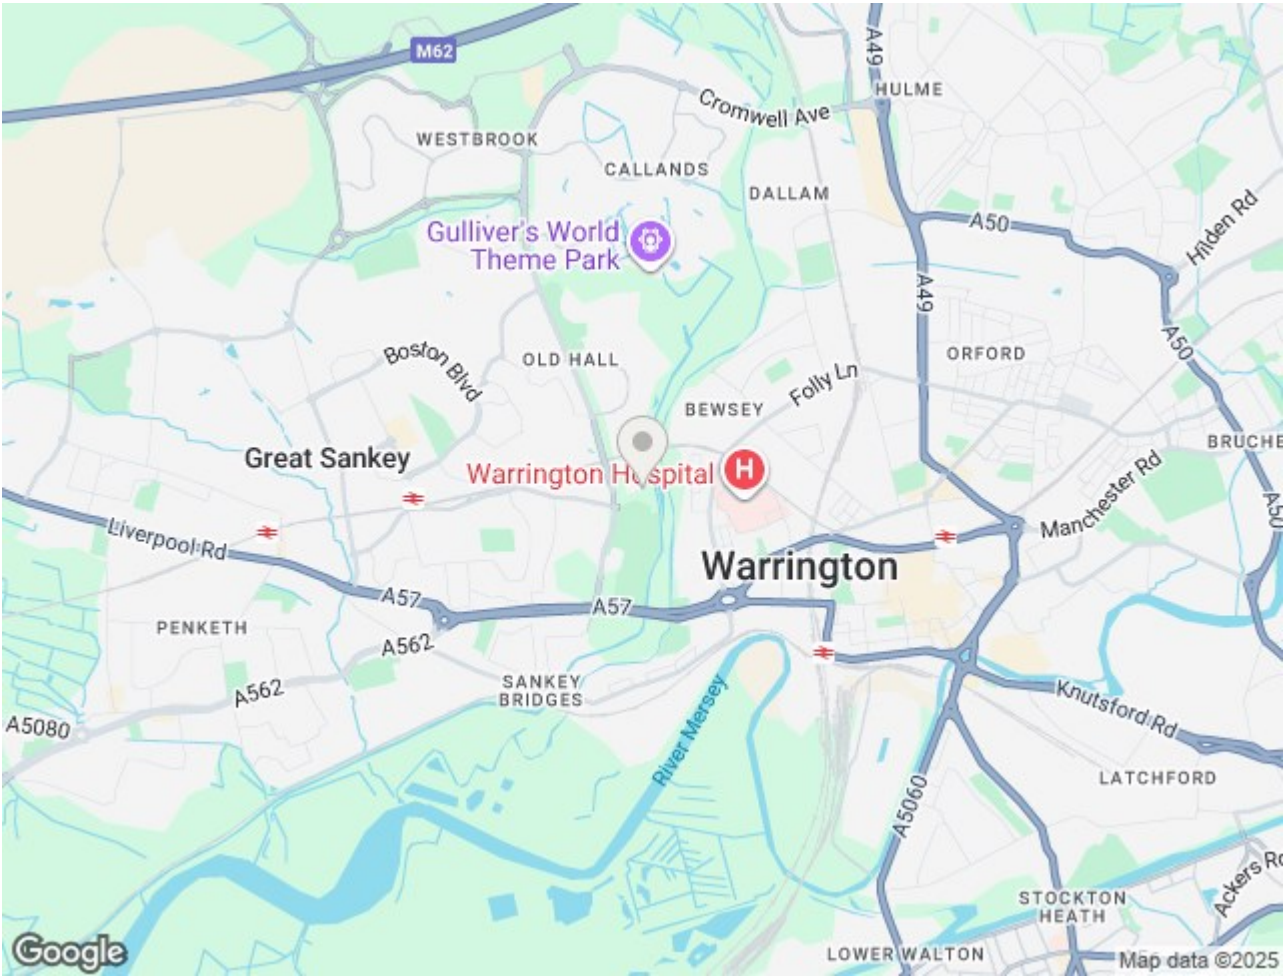 M62
A49
HULME
Cromwell Ave
WESTBROOK
CALLANDS
DALLAM
A50
Hilden Rd
Gulliver's World
Theme Park
A49
A50
Boston Blvd
OLD HALL
ORFORD
Folly Ln
BEWSEY
BRUCHE
Great Sankey
Warrington Hospital
H
Manchester Rd
A50
Liverpool Rd
Warrington
A57
A57
PENKETH
A562
A562
SANKEY
BRIDGES
River Mersey
Knutsford Rd
A5080
LATCHFORD
A5060
Ackers Rd
STOCKTON
HEATH
LOWER WALTON
Google
Map data ©2025